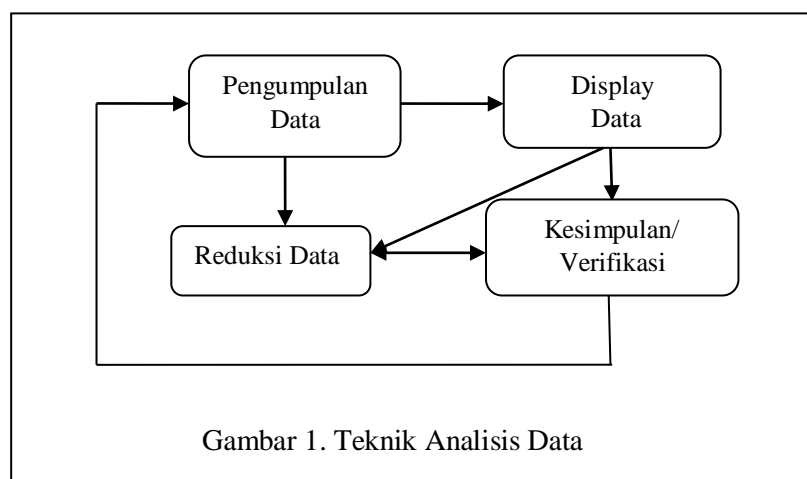 Pengumpulan
Data
Display
Data
Reduksi Data
Kesimpulan/
Verifikasi
Gambar 1. Teknik Analisis Data